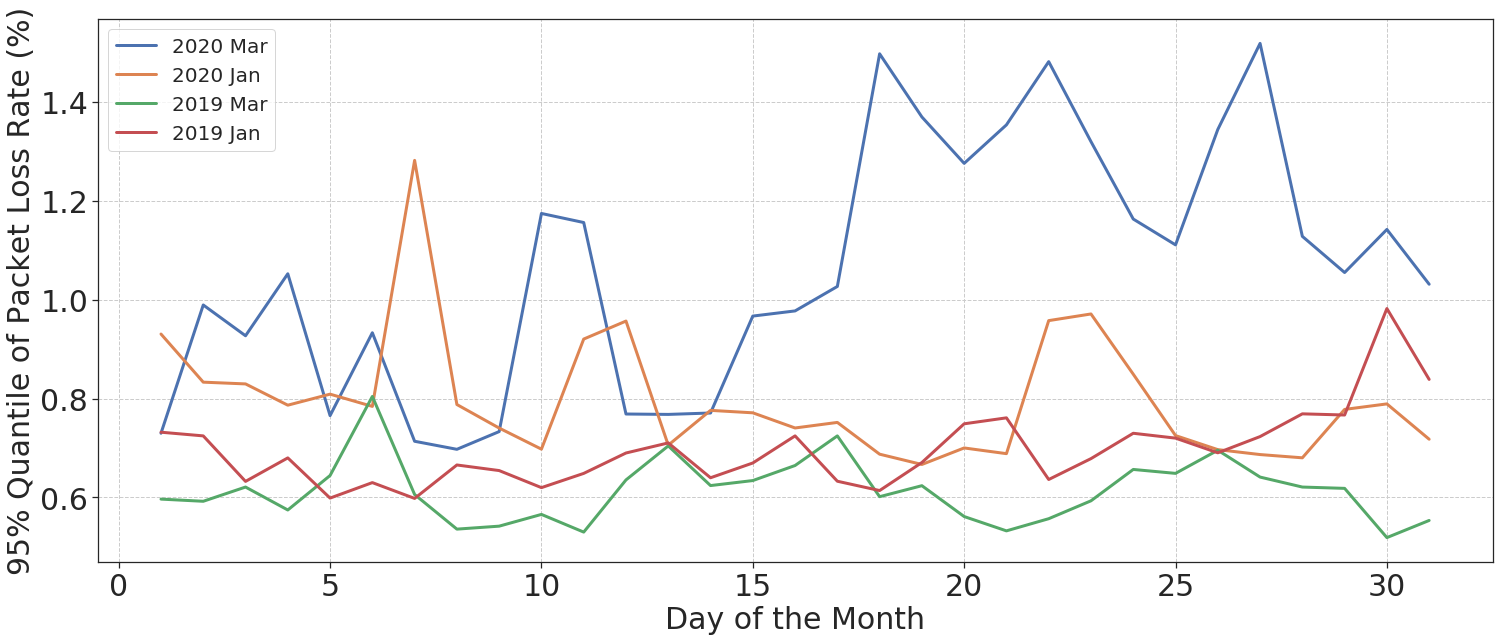 95% Quantile of Packet Loss Rate (%)
1.4
1.2
1.0
0.8
0.6
2020 Mar
2020 Jan
2019 Mar
2019 Jan
0 5 10 15 20 25 30
Day of the Month